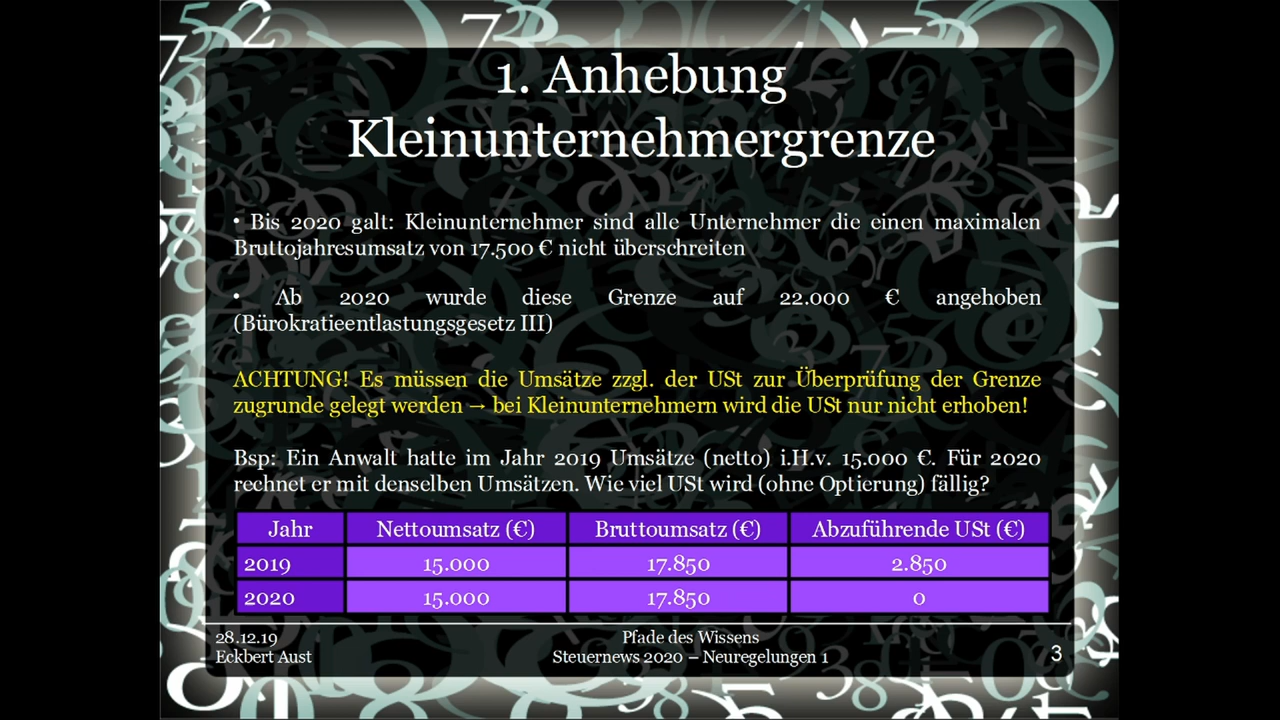 1. Anhebung
Kleinunternehmergrenze
• Bis 2020 galt: Kleinunternehmer sind alle Unternehmer die einen maximalen
Bruttojahresumsatz von 17.500 € nicht überschreiten
• Ab 2020 wurde diese Grenze auf 22.000 € angehoben
(Bürokratieentlastungsgesetz III)
ACHTUNG! Es müssen die Umsätze zzgl. der USt zur Überprüfung der Grenze
zugrunde gelegt werden → bei Kleinunternehmern wird die USt nur nicht erhoben!
Bsp: Ein Anwalt hatte im Jahr 2019 Umsätze (netto) i.H.v. 15.000 €. Für 2020
rechnet er mit denselben Umsätzen. Wie viel USt wird (ohne Optierung) fällig?
Jahr Nettoumsatz (€) Bruttoumsatz (€) Abzuführende USt (€)
2019 15.000 17.850 2.850
2020 15.000 17.850 0
28.12.19 Pfade des Wissens
Eckbert Aust Steuernews 2020 – Neuregelungen 1 3